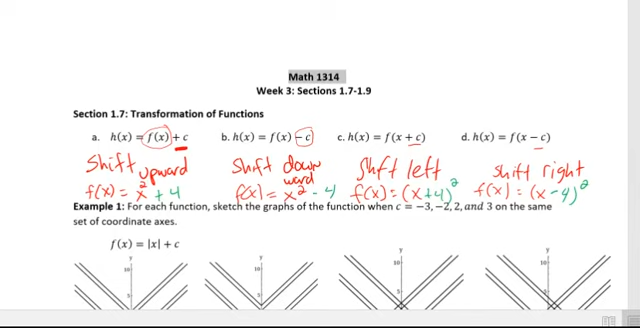 Math 1314
Week 3: Sections 1.7-1.9
Section 1.7: Transformation of Functions
a. h(x) = f(x) + c b. h(x) = f(x) − c c. h(x) = f(x + c) d. h(x) = f(x − c)
Shift upward Shift down ward Shft left shift right
f(x) = x² + 4 f(x) = x² - 4 f(x) = (x+4)² f(x) = (x-4)²
Example 1: For each function, sketch the graphs of the function when c = −3, −2, 2, and 3 on the same
set of coordinate axes.
f(x) = |x| + c
y y y y
10 10 10 10
5 5 5 5